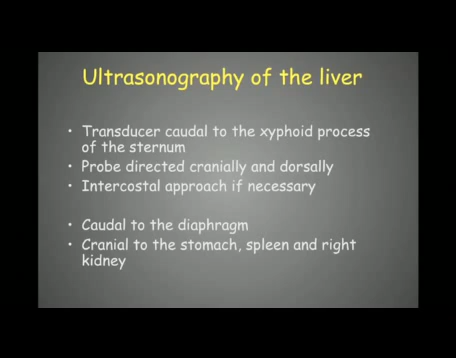 Ultrasonography of the liver
• Transducer caudal to the xyphoid process
of the sternum
• Probe directed cranially and dorsally
• Intercostal approach if necessary
• Caudal to the diaphragm
• Cranial to the stomach, spleen and right
kidney